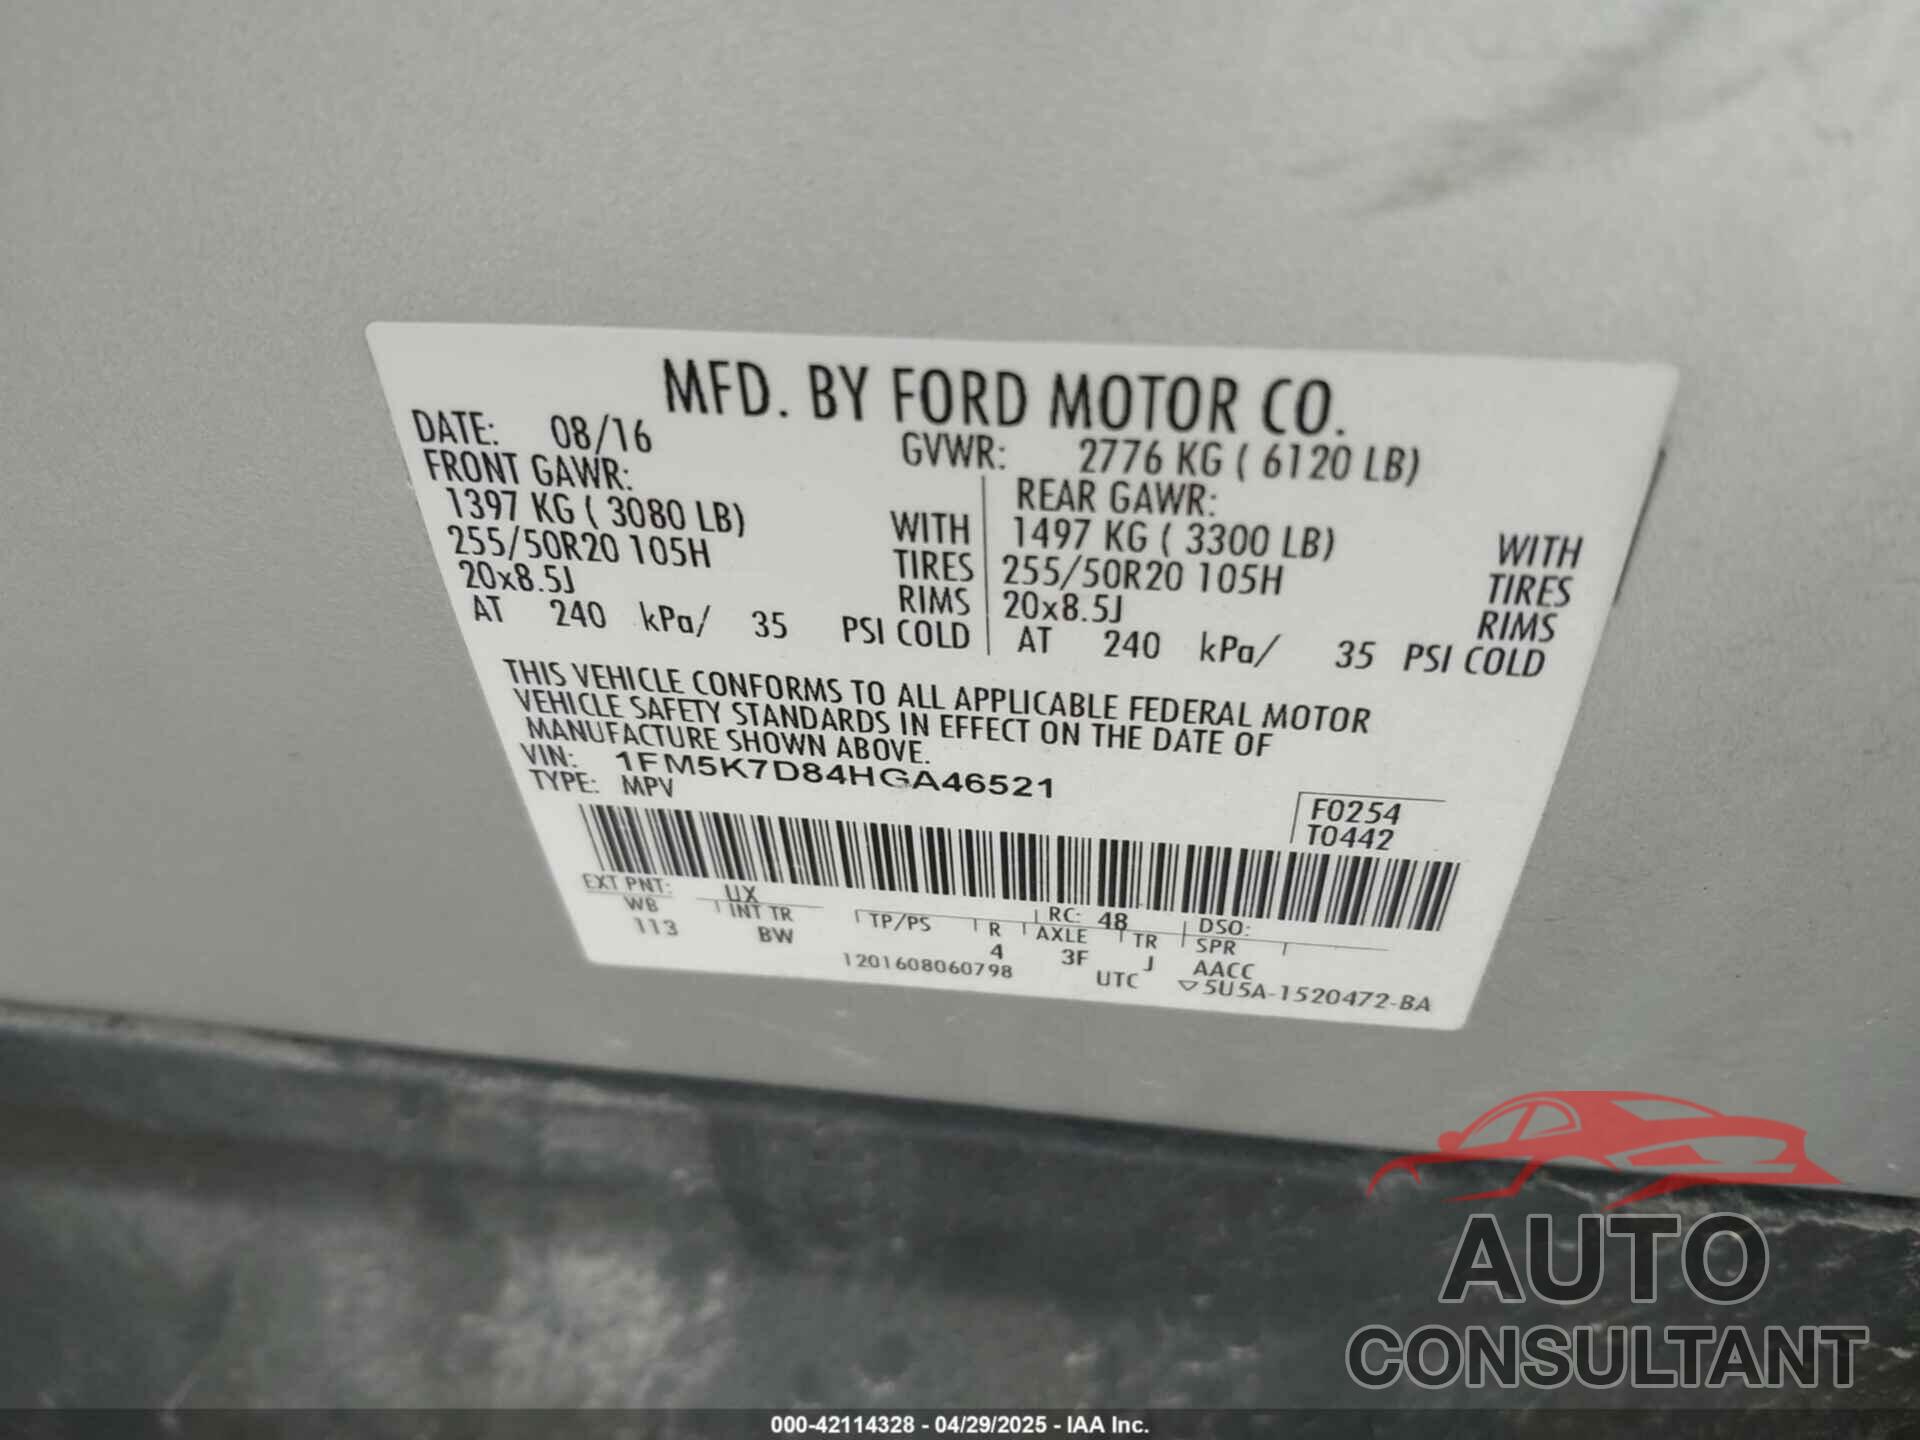 MFD. BY FORD MOTOR CO.
DATE: 08/16 GVWR: 2776 KG ( 6120 LB)
FRONT GAWR: REAR GAWR:
1397 KG ( 3080 LB) WITH 1497 KG ( 3300 LB) WITH
255/50R20 105H TIRES 255/50R20 105H TIRES
20x8.5J RIMS 20x8.5J RIMS
AT 240 kPa/ 35 PSI COLD AT 240 kPa/ 35 PSI COLD
THIS VEHICLE CONFORMS TO ALL APPLICABLE FEDERAL MOTOR
VEHICLE SAFETY STANDARDS IN EFFECT ON THE DATE OF
MANUFACTURE SHOWN ABOVE.
VIN: 1FM5K7D84HGA46521
TYPE: MPV
F0254
T0442
EXT PNT: UX RC: 48 DSO:
WB INT TR TP/PS R AXLE TR SPR
113 BW 4 3F J AACC
1201608060798 UTC ▽5U5A-1520472-BA
AUTO
CONSULTANT
000-42114328 - 04/29/2025 - IAA Inc.